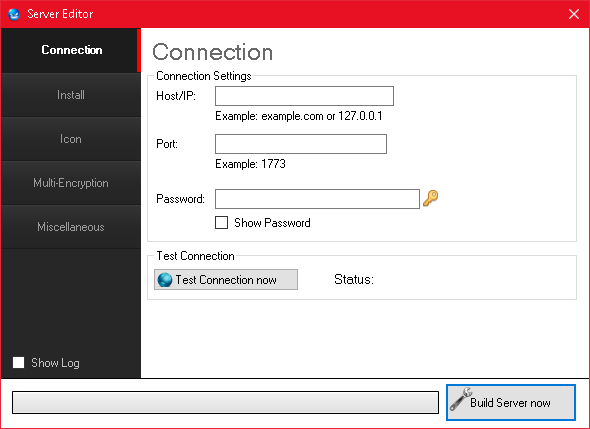 Server Editor
Connection
Install
Icon
Multi-Encryption
Miscellaneous
Show Log
Connection
Connection Settings
Host/IP:
Example: example.com or 127.0.0.1
Port:
Example: 1773
Password:
Show Password
Test Connection
Test Connection now
Status:
Build Server now